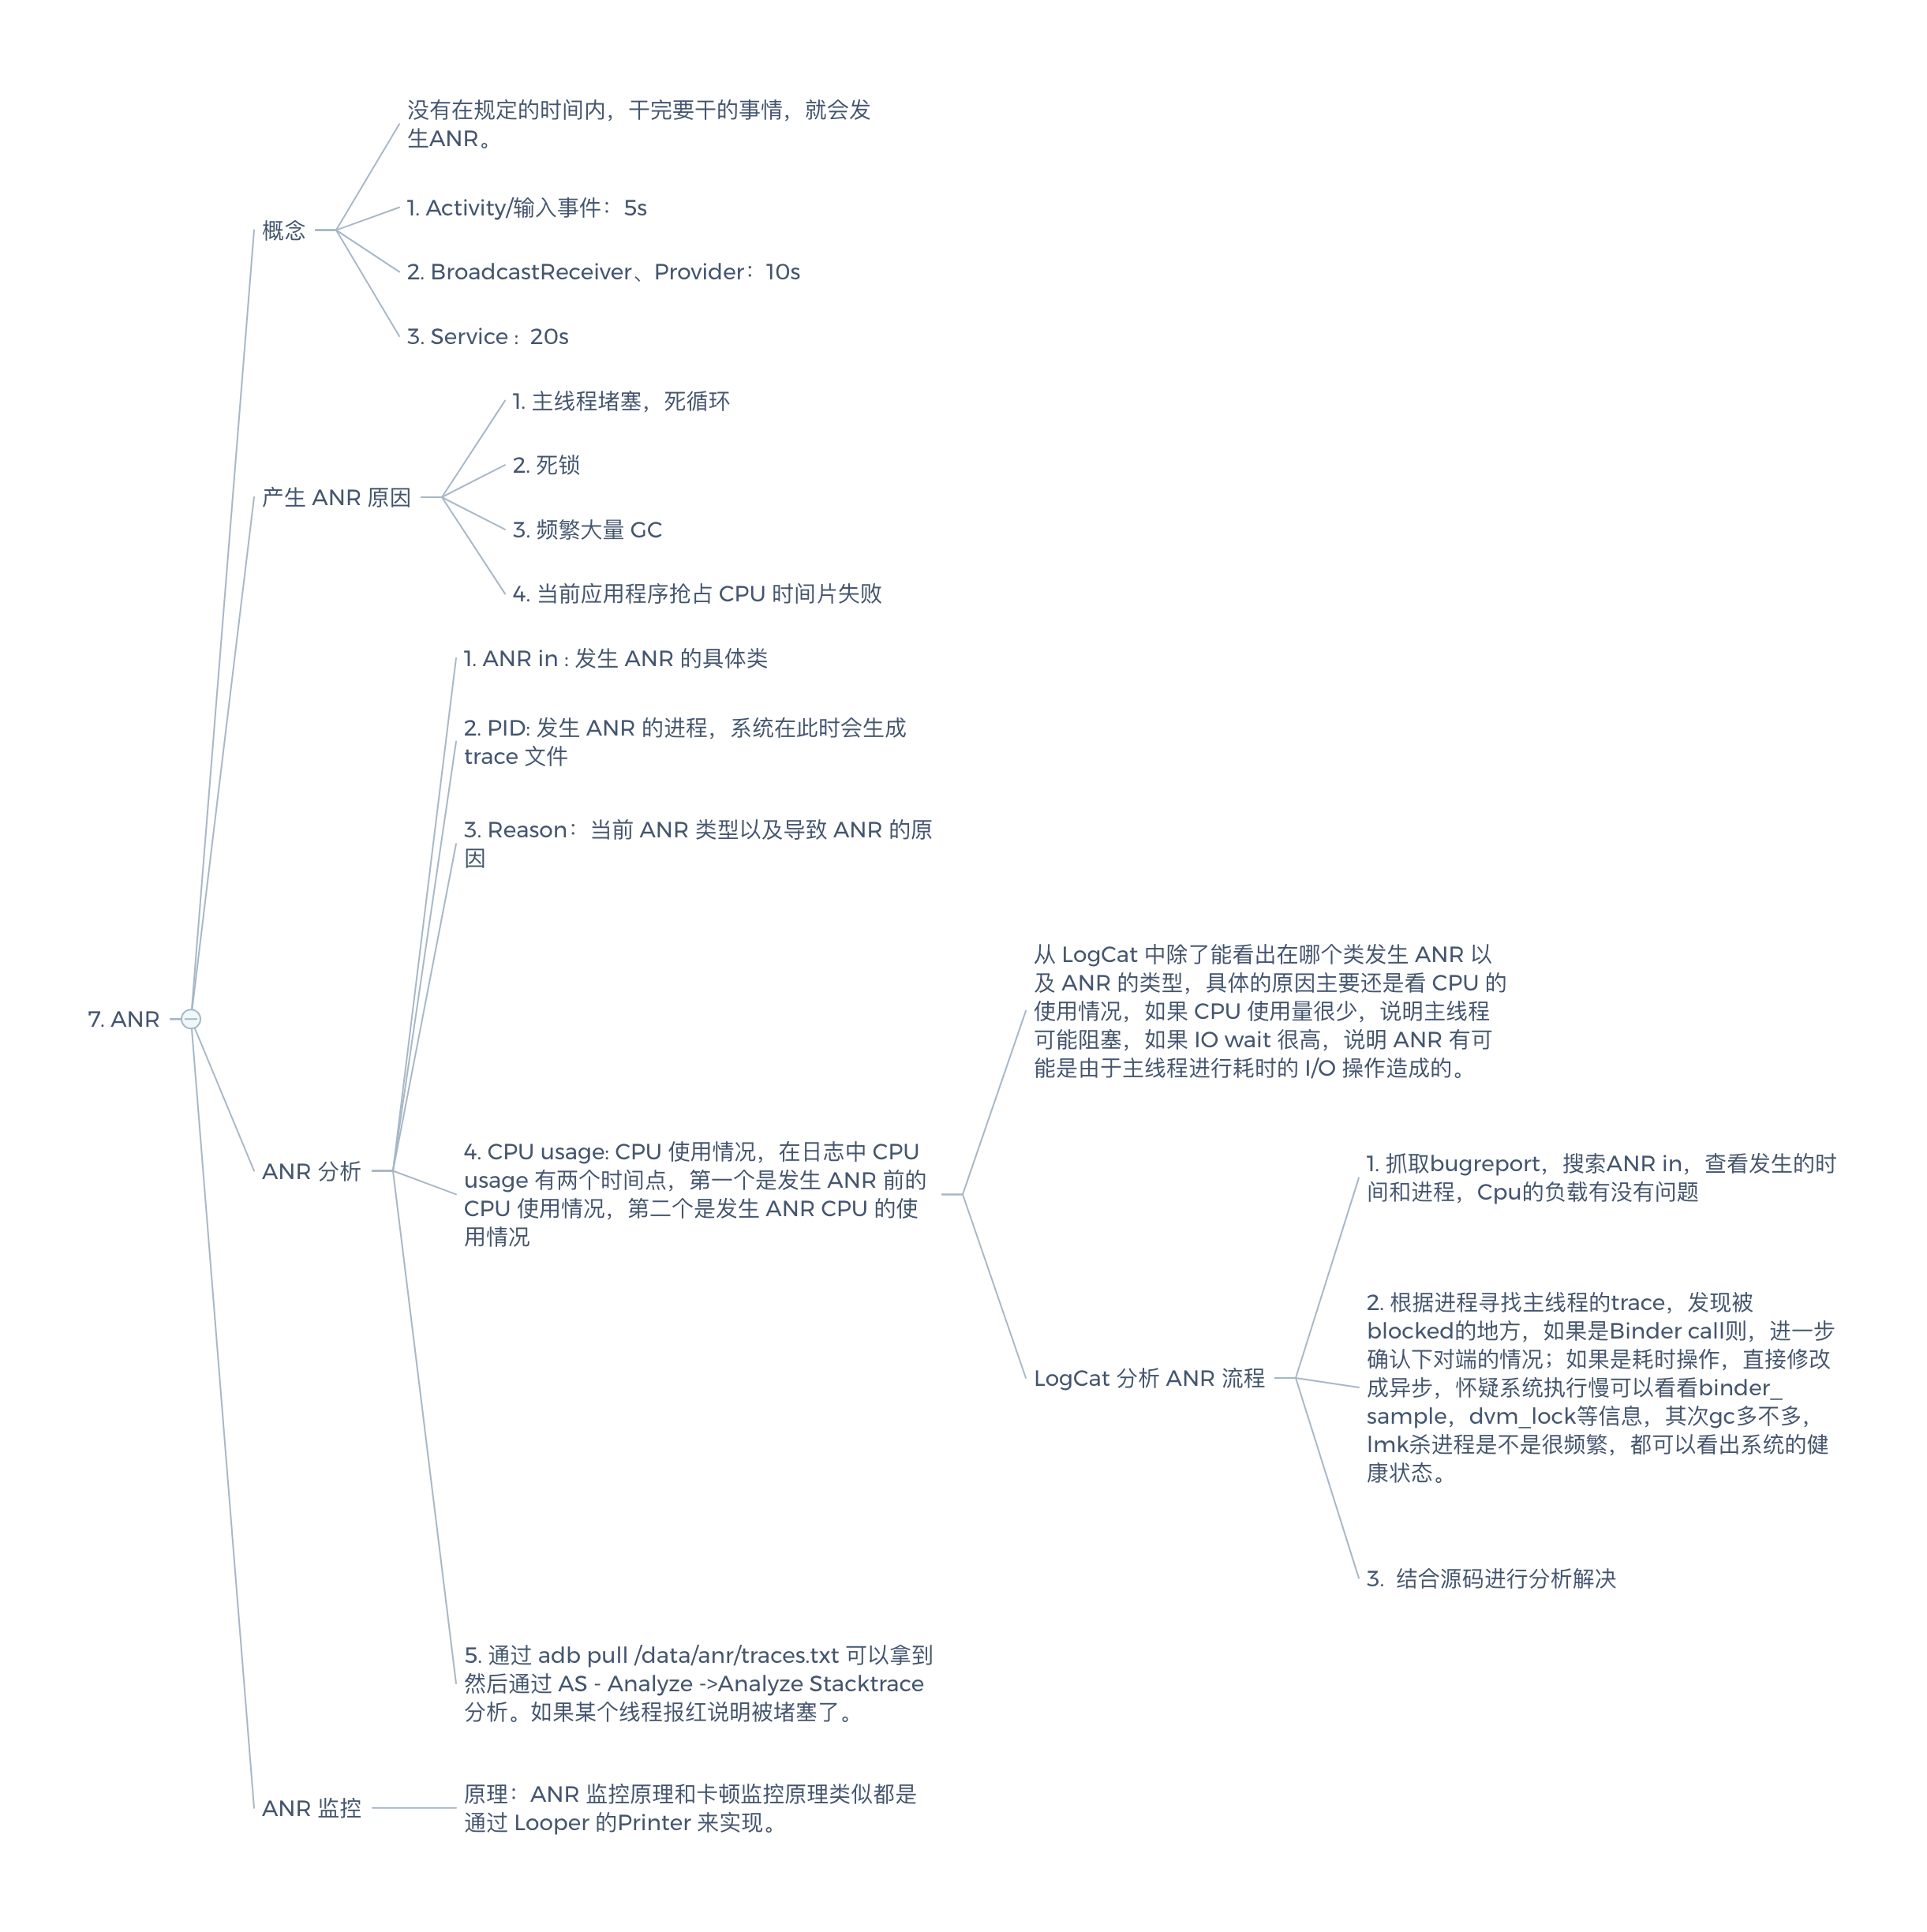 没有在规定的时间内，干完要干的事情，就会发
生ANR。
1. Activity/输入事件：5s
概念
2. BroadcastReceiver、Provider：10s
3. Service：20s
1. 主线程堵塞，死循环
2. 死锁
产生 ANR 原因
3. 频繁大量 GC
4. 当前应用程序抢占 CPU 时间片失败
1. ANR in : 发生 ANR 的具体类
2. PID: 发生 ANR 的进程，系统在此时会生成
trace 文件
3. Reason：当前 ANR 类型以及导致 ANR 的原
因
从 LogCat 中除了能看出在哪个类发生 ANR 以
及 ANR 的类型，具体的原因主要还是看 CPU 的
使用情况，如果 CPU 使用量很少，说明主线程
可能阻塞，如果 IO wait 很高，说明 ANR 有可
能是由于主线程进行耗时的 I/O 操作造成的。
7. ANR
ANR 分析
4. CPU usage: CPU 使用情况，在日志中 CPU
usage 有两个时间点，第一个是发生 ANR 前的
CPU 使用情况，第二个是发生 ANR CPU 的使
用情况
1. 抓取bugreport，搜索ANR in，查看发生的时
间和进程，Cpu的负载有没有问题
LogCat 分析 ANR 流程
2. 根据进程寻找主线程的trace，发现被
blocked的地方，如果是Binder call则，进一步
确认下对端的情况；如果是耗时操作，直接修改
成异步，怀疑系统执行慢可以看看binder_
sample，dvm_lock等信息，其次gc多不多，
lmk杀进程是不是很频繁，都可以看出系统的健
康状态。
3. 结合源码进行分析解决
5. 通过 adb pull /data/anr/traces.txt 可以拿到
然后通过 AS - Analyze ->Analyze Stacktrace
分析。如果某个线程报红说明被堵塞了。
ANR 监控
原理：ANR 监控原理和卡顿监控原理类似都是
通过 Looper 的Printer 来实现。